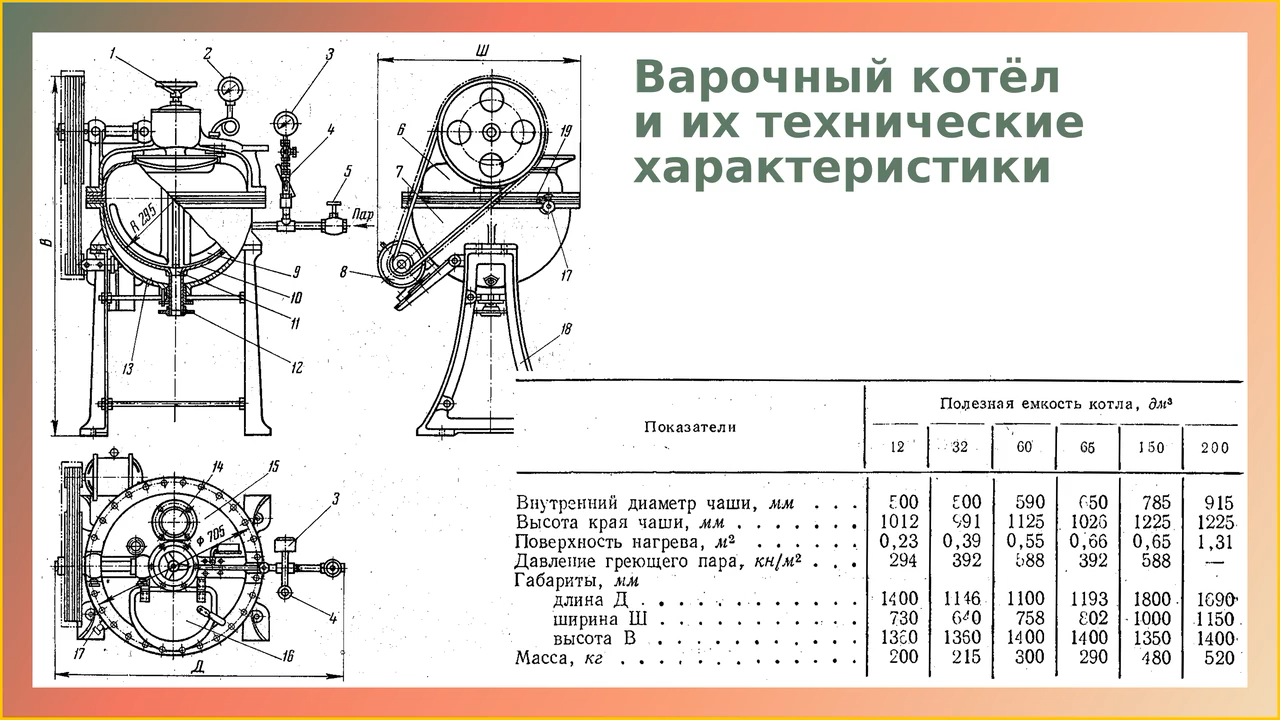 Варочный котёл
и их технические
характеристики
1 2 3
4
5
Пар
В
R 295
9
10
11
12
13
Ш
6
7
8
19
17
18
14 15
3
ф 705
4
17
16
Д
Показатели
Полезная емкость котла, дм³
12 32 60 65 150 200
Внутренний диаметр чаши, мм . . . 590 785 915
Высота края чаши, мм . . . . . . . 1012 991 1125 1026 1225 1225
Поверхность нагрева, м² . . . . . . 0,23 0,39 0,55 0,66 0,65 1,31
Давление греющего пара, кн/м² . . . 294 392 588 392 588 —
Габариты, мм
длина Д . . . . . . . . . . . 1400 1146 1100 1193 1800 1690
ширина Ш . . . . . . . . . . . 730 640 758 802 1000 1150
высота В . . . . . . . . . . . 1360 1400 1400 1350 1400
Масса, кг . . . . . . . . . . . . . 200 215 300 290 480 520